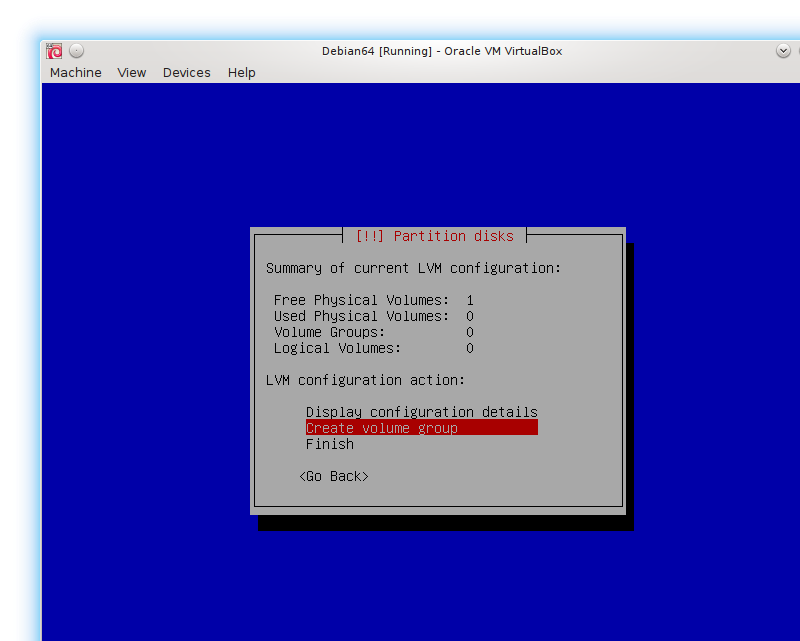 Debian64 [Running] - Oracle VM VirtualBox
Machine View Devices Help
[!!] Partition disks
Summary of current LVM configuration:
Free Physical Volumes: 1
Used Physical Volumes: 0
Volume Groups: 0
Logical Volumes: 0
LVM configuration action:
Display configuration details
Create volume group
Finish
<Go Back>